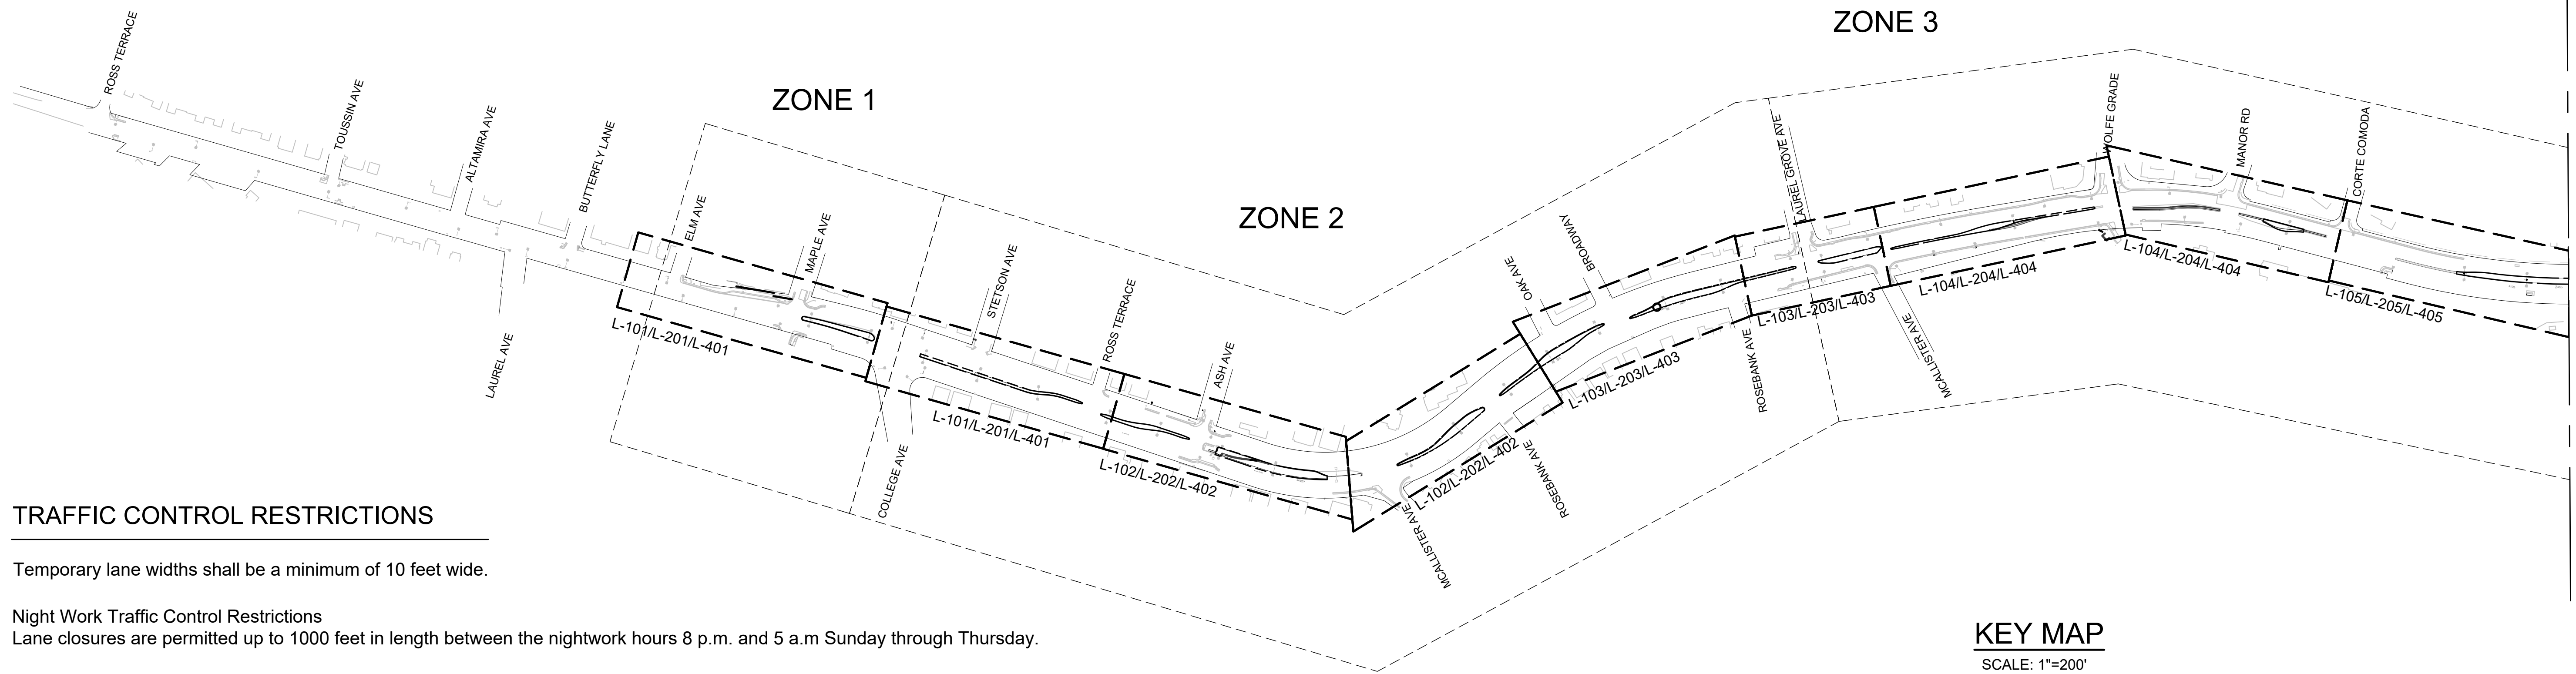 ZONE 3
ZONE 1
ZONE 2
ROSS TERRACE
TOUSSIN AVE
ALTAMIRA AVE
BUTTERFLY LANE
LAUREL AVE
ELM AVE
MAPLE AVE
L-101/L-201/L-401
COLLEGE AVE
STETSON AVE
L-101/L-201/L-401
ROSS TERRACE
L-102/L-202/L-402
ASH AVE
MCALLISTER AVE
L-102/L-202/L-402
ROSEBANK AVE
OAK AVE
BROADWAY
L-103/L-203/L-403
ROSEBANK AVE
LAUREL GROVE AVE
L-103/L-203/L-403
MCALLISTER AVE
L-104/L-204/L-404
WOLFE GRADE
L-104/L-204/L-404
MANOR RD
CORTE COMODA
L-105/L-205/L-405
TRAFFIC CONTROL RESTRICTIONS
Temporary lane widths shall be a minimum of 10 feet wide.
Night Work Traffic Control Restrictions
Lane closures are permitted up to 1000 feet in length between the nightwork hours 8 p.m. and 5 a.m Sunday through Thursday.
KEY MAP
SCALE: 1"=200'